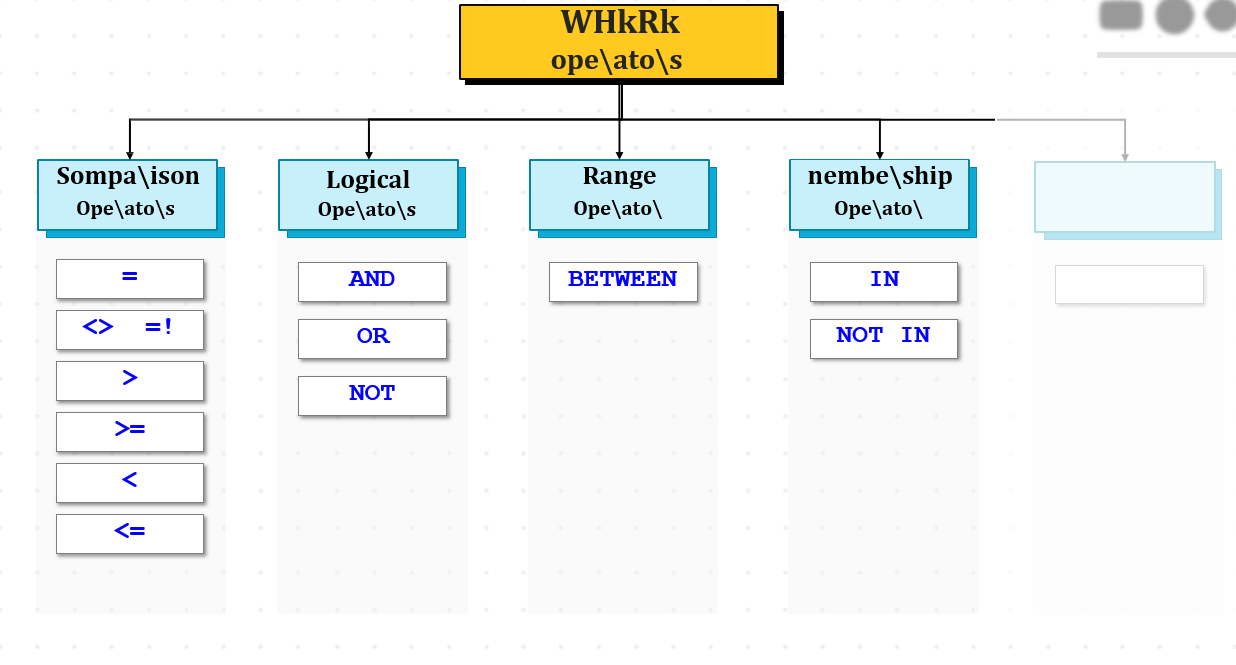 WHkRk
ope\ato\s
Sompa\ison
Ope\ato\s
=
<> =!
>
>=
<
<=
Logical
Ope\ato\s
AND
OR
NOT
Range
Ope\ato\
BETWEEN
nembe\ship
Ope\ato\
IN
NOT IN